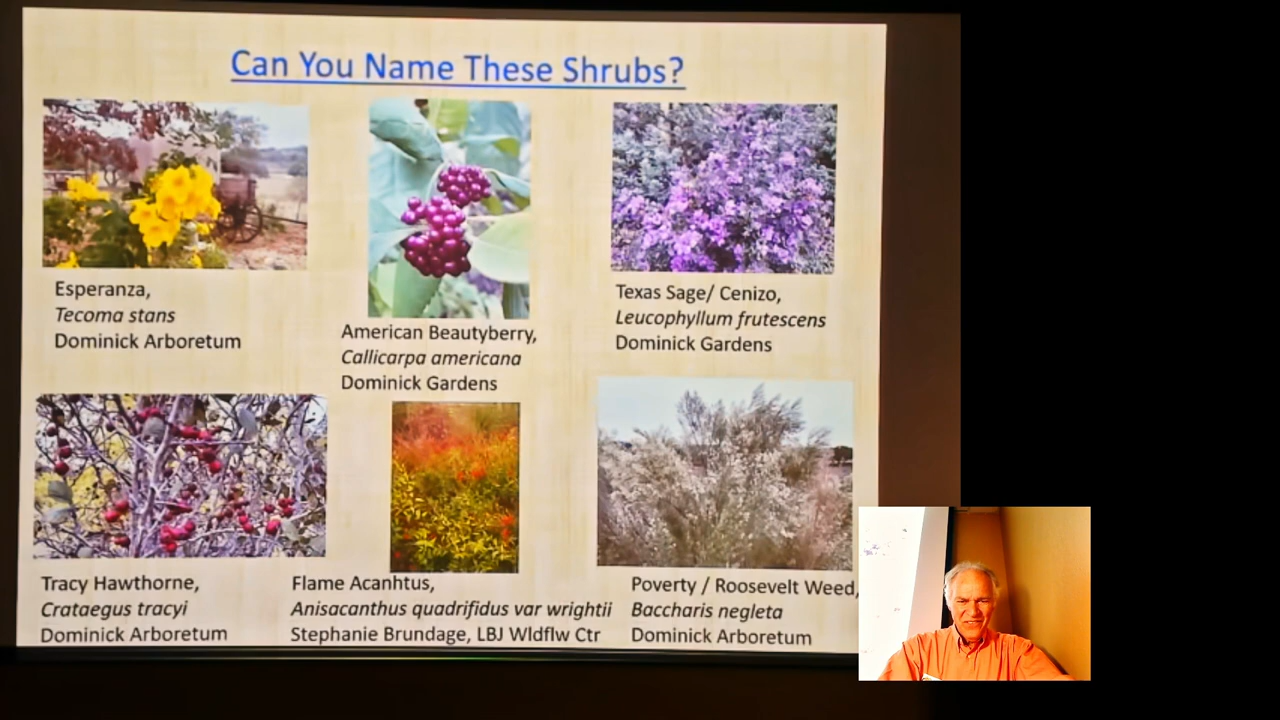 Can You Name These Shrubs?
Esperanza,
Tecoma stans
Dominick Arboretum
American Beautyberry,
Callicarpa americana
Dominick Gardens
Texas Sage/ Cenizo,
Leucophyllum frutescens
Dominick Gardens
Tracy Hawthorne,
Crataegus tracyi
Dominick Arboretum
Flame Acanhtus,
Anisacanthus quadrifidus var wrightii
Stephanie Brundage, LBJ Wldflw Ctr
Poverty / Roosevelt Weed,
Baccharis negleta
Dominick Arboretum